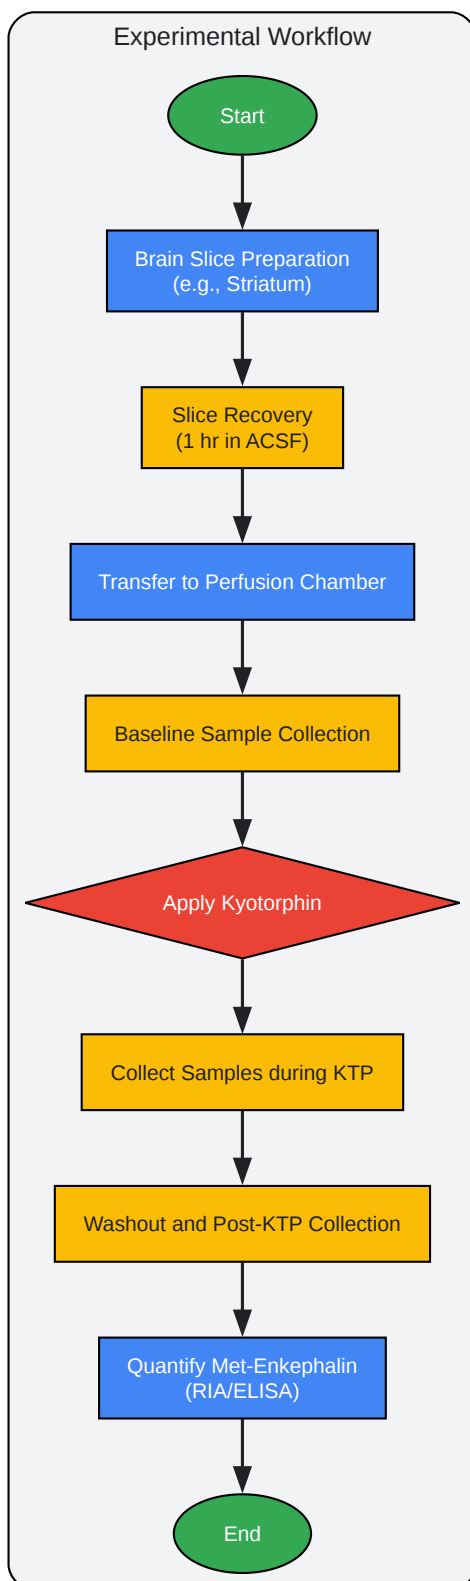 Experimental Workflow
Start
Brain Slice Preparation
(e.g., Striatum)
Slice Recovery
(1 hr in ACSF)
Transfer to Perfusion Chamber
Baseline Sample Collection
Apply Kyotorphin
Collect Samples during KTP
Washout and Post-KTP Collection
Quantify Met-Enkephalin
(RIA/ELISA)
End